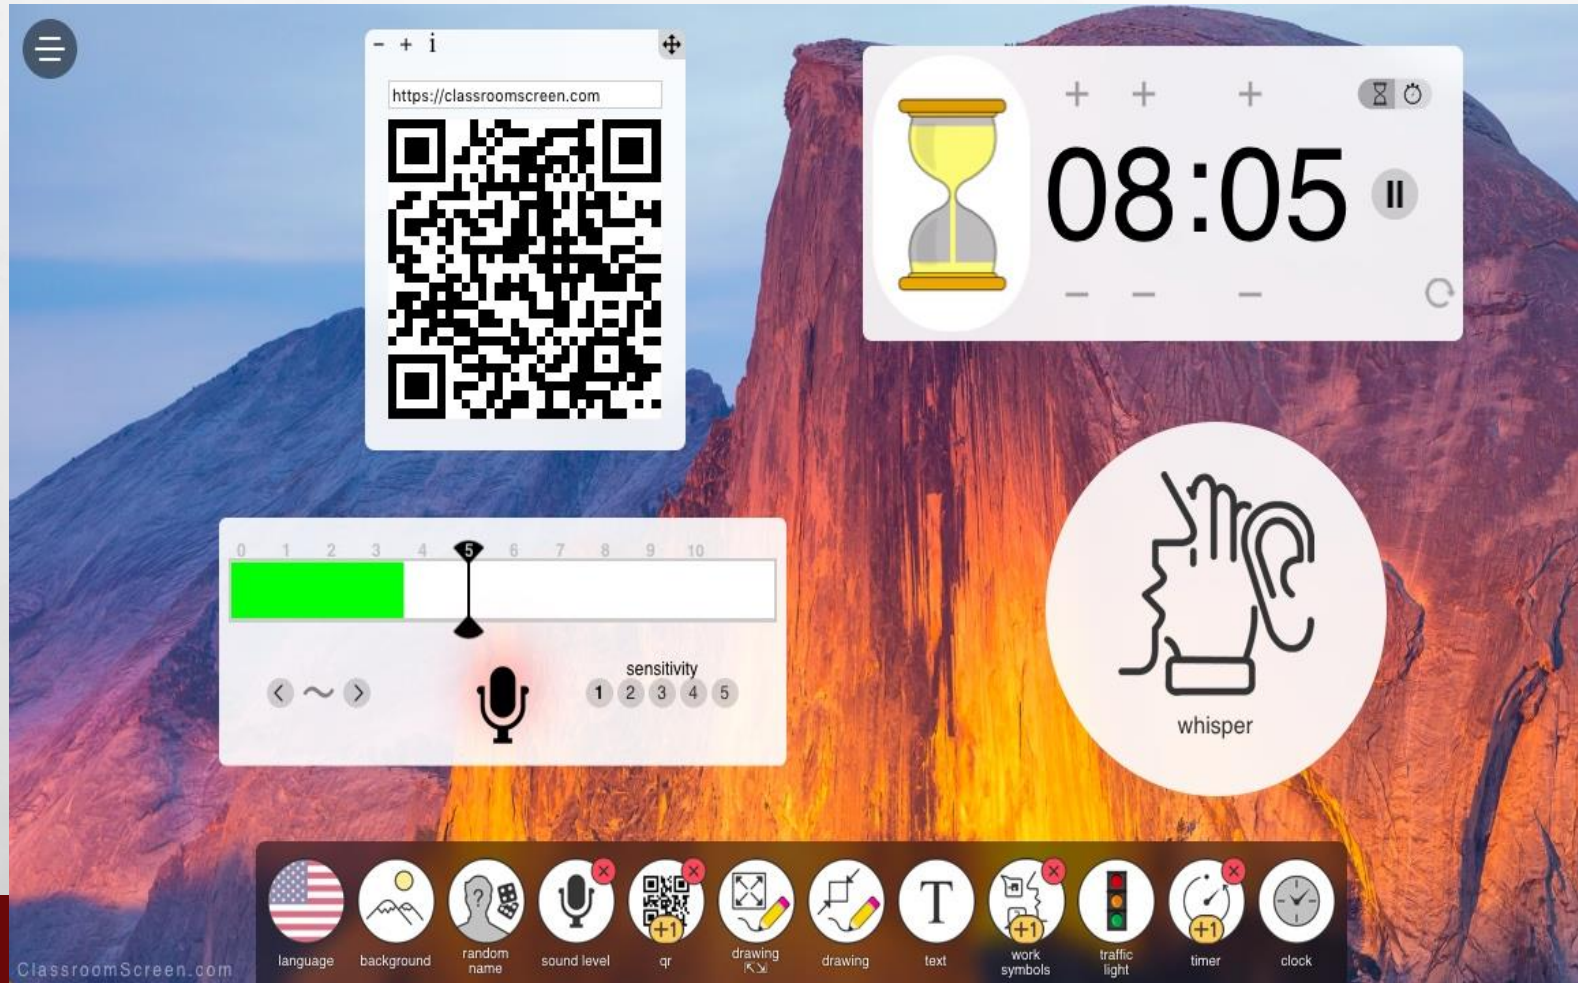 - + i
https://classroomscreen.com
+ + +
08:05
− − −
0 1 2 3 4 5 6 7 8 9 10
sensitivity
< ~ >
1 2 3 4 5
whisper
?
T
+1
+1
+1
language
background
random
name
sound level
qr
drawing
drawing
text
work
symbols
traffic
light
timer
clock
ClassroomScreen.com